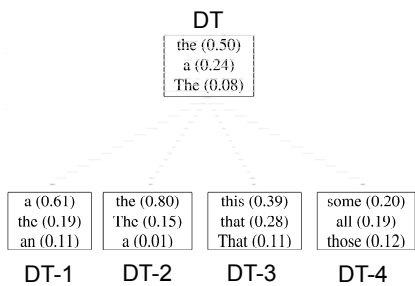 DT
the (0.50)
a (0.24)
The (0.08)
a (0.61)
the (0.19)
an (0.11)
the (0.80)
The (0.15)
a (0.01)
this (0.39)
that (0.28)
That (0.11)
some (0.20)
all (0.19)
those (0.12)
DT-1
DT-2
DT-3
DT-4